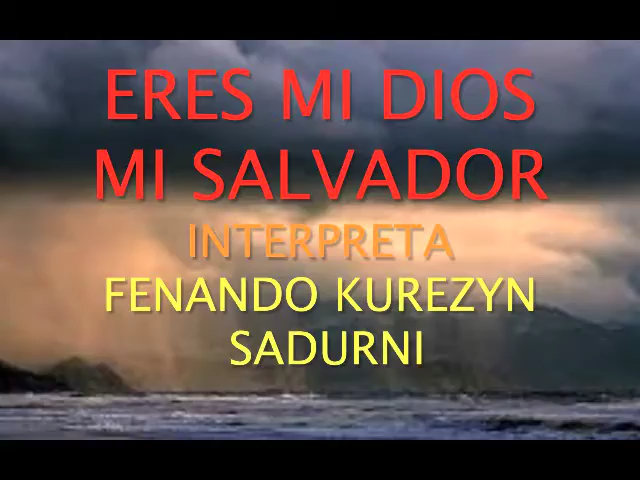 ERES MI DIOS
MI SALVADOR
INTERPRETA
FENANDO KUREZYN
SADURNI